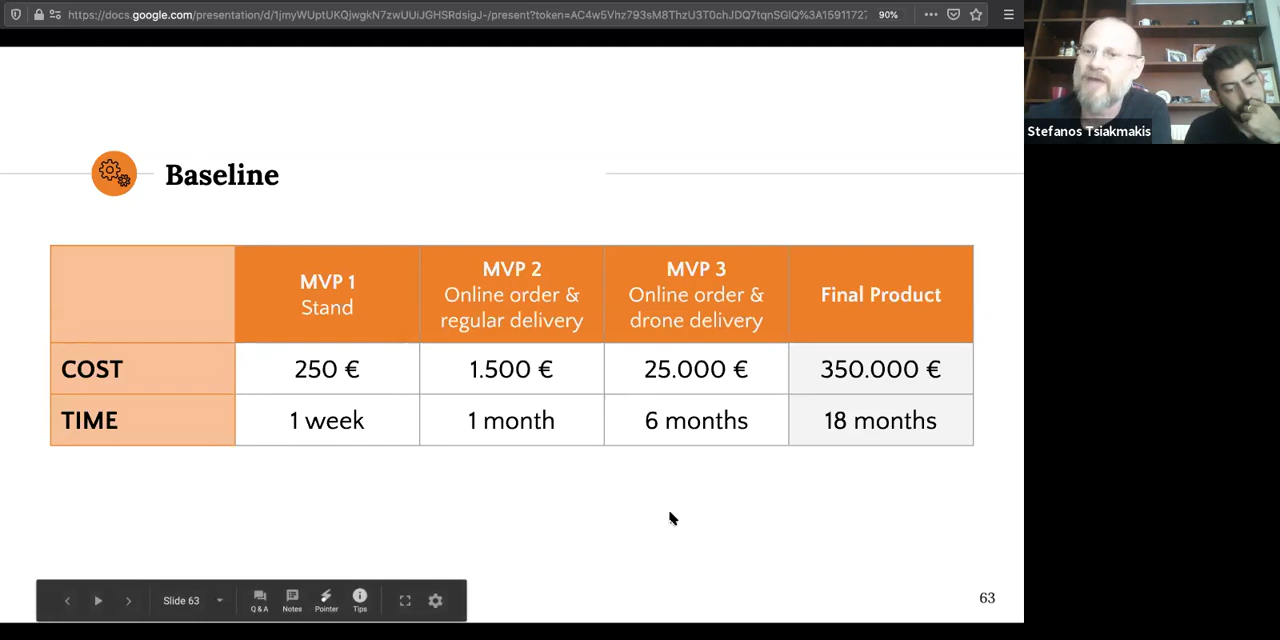 https://docs.google.com/presentation/d/1jmyWUptUKQjwgkN7zwUUiJGHSRdsigJ-/present?token=AC4w5Vhz793sM8ThzU3T0chJDQ7tqnSGlQ%3A1591172
90%
Stefanos Tsiakmakis
Baseline
MVP 1
Stand
MVP 2
Online order &
regular delivery
MVP 3
Online order &
drone delivery
Final Product
COST 250 € 1.500 € 25.000 € 350.000 €
TIME 1 week 1 month 6 months 18 months
Slide 63
Q & A
Notes
Pointer
Tips
63